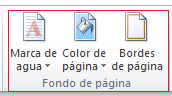 Marca de Color de Bordes
agua página de página
Fondo de página